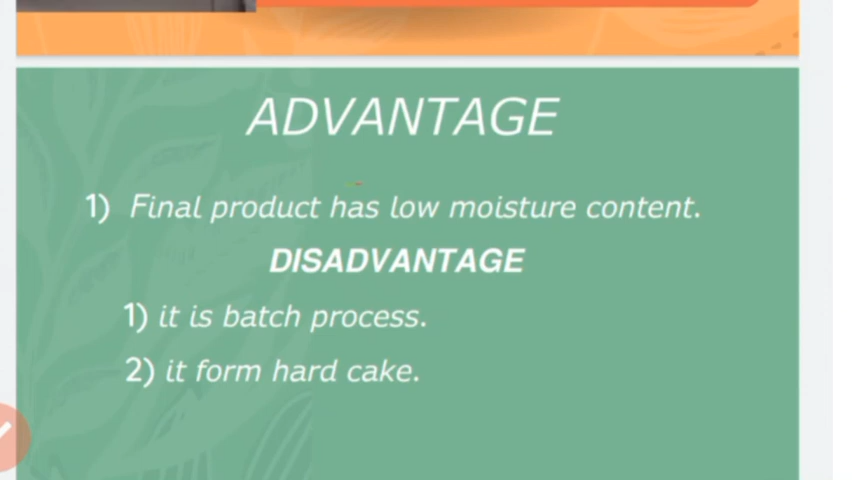 ADVANTAGE
1) Final product has low moisture content.
DISADVANTAGE
1) it is batch process.
2) it form hard cake.